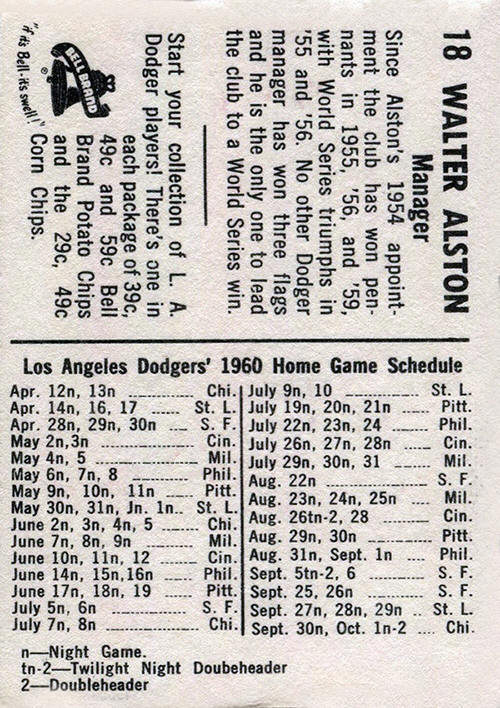 18 WALTER ALSTON
Manager
Since Alston's 1954 appoint-
ment the club has won pen-
nants in 1955, '56, and '59,
with World Series triumphs in
'55 and '56. No other Dodger
manager has won three flags
and he is the only one to lead
the club to a World Series win.
Start your collection of L. A.
Dodger players! There's one in
each package of 39c,
49c and 59c Bell
Brand Potato Chips
and the 29c, 49c
Corn Chips.
BELL BRAND
®
"if it's Bell-it's swell!"
Los Angeles Dodgers' 1960 Home Game Schedule
Apr. 12n, 13n ............ Chi.
Apr. 14n, 16, 17 ...... St. L.
Apr. 28n, 29n, 30n ... S. F.
May 2n,3n ............ Cin.
May 4n, 5 ............ Mil.
May 6n, 7n, 8 ......... Phil.
May 9n, 10n, 11n ..... Pitt.
May 30n, 31n, Jn. 1n.. St. L.
June 2n, 3n, 4n, 5 ..... Chi.
June 7n, 8n, 9n ........ Mil.
June 10n, 11n, 12 ..... Cin.
June 14n, 15n,16n ..... Phil.
June 17n, 18n, 19 ..... Pitt.
July 5n, 6n ............ S. F.
July 7n, 8n ............ Chi.
July 9n, 10 ............ St. L.
July 19n, 20n, 21n ..... Pitt.
July 22n, 23n, 24 ...... Phil.
July 26n, 27n, 28n ..... Cin.
July 29n, 30n, 31 ...... Mil.
Aug. 22n ............ S. F.
Aug. 23n, 24n, 25n .... Mil.
Aug. 26tn-2, 28 ........ Cin.
Aug. 29n, 30n ......... Pitt.
Aug. 31n, Sept. 1n .... Phil.
Sept. 5tn-2, 6 ......... S. F.
Sept. 25, 26n ......... S. F.
Sept. 27n, 28n, 29n .. St. L.
Sept. 30n, Oct. 1n-2 .... Chi.
n—Night Game.
tn-2—Twilight Night Doubeheader
2—Doubleheader